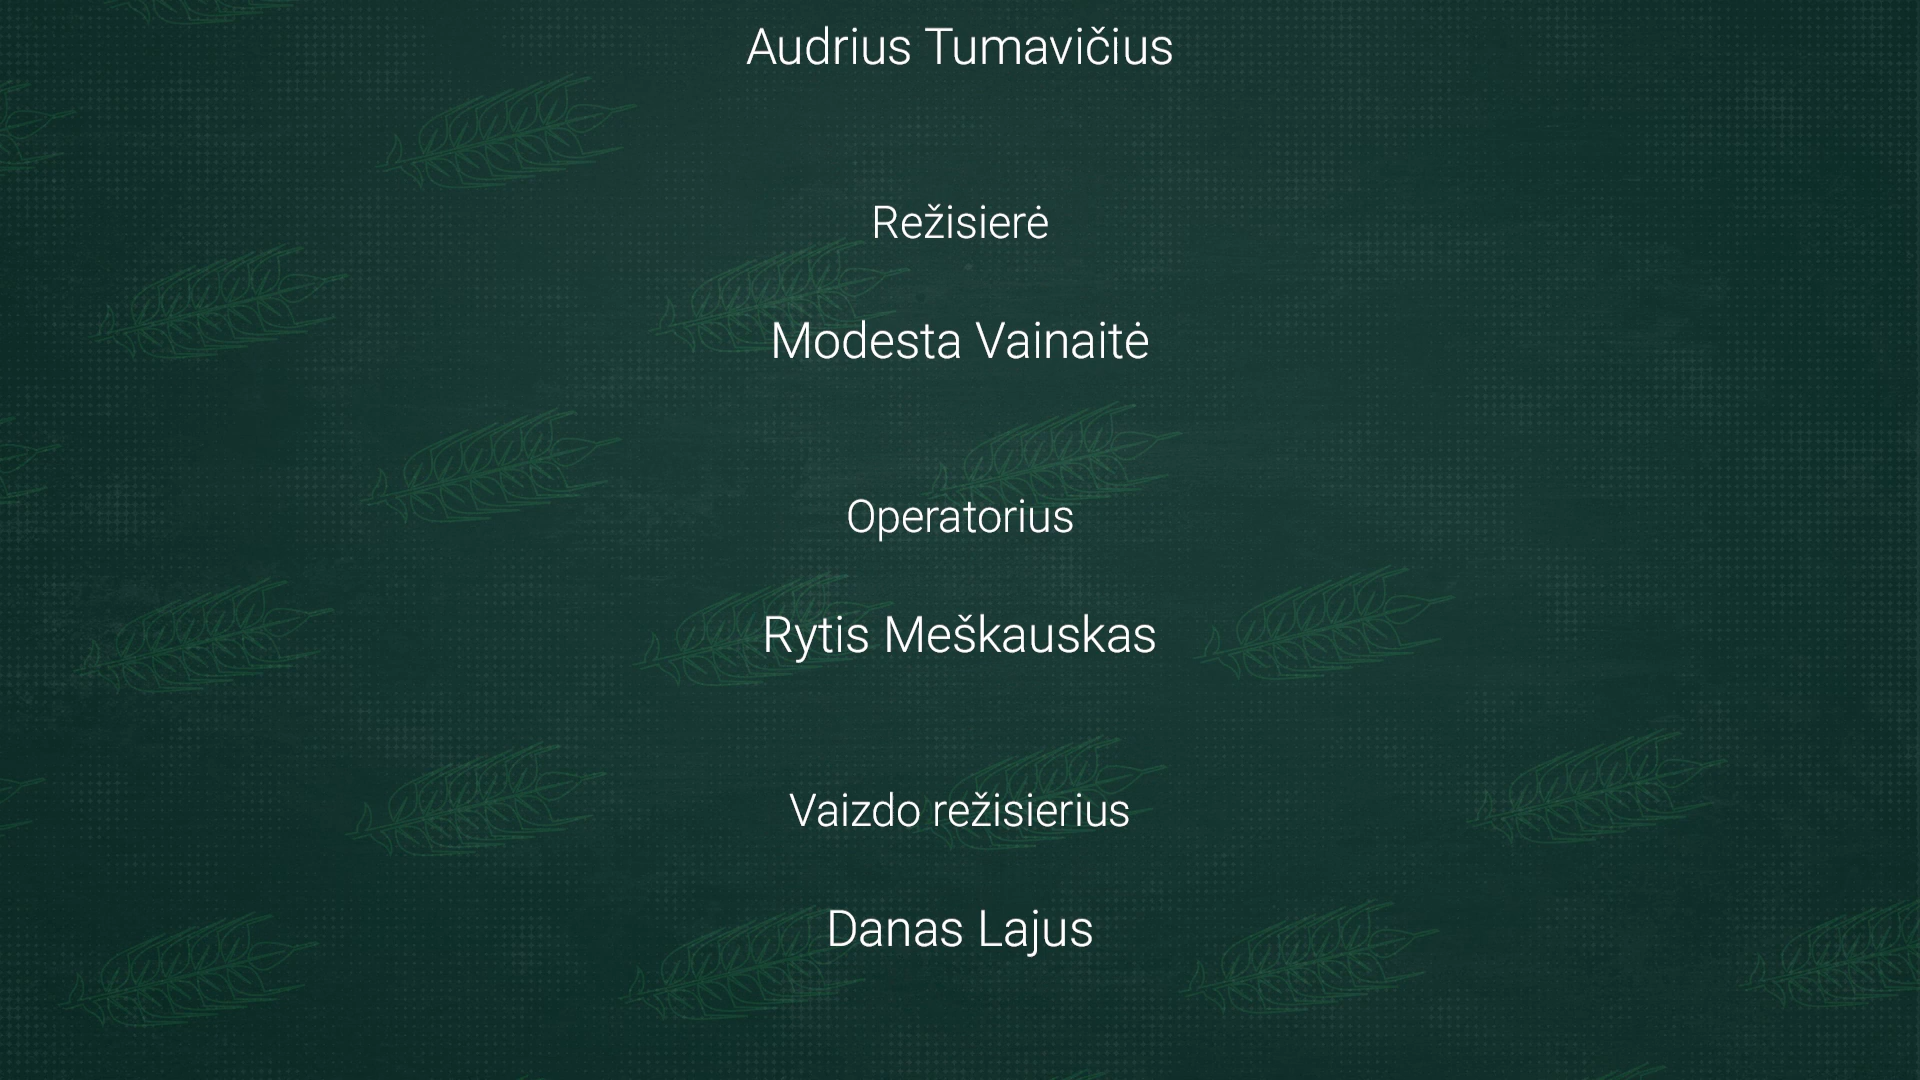 Audrius Tumavičius
Režisierė
Modesta Vainaitė
Operatorius
Rytis Meškauskas
Vaizdo režisierius
Danas Lajus